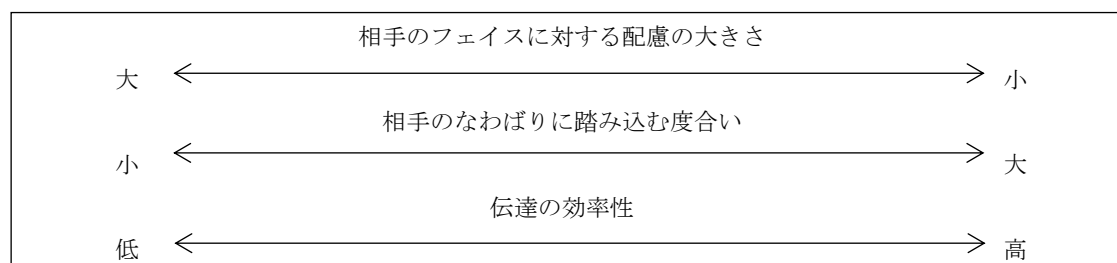 相手のフェイスに対する配慮の大きさ
大 小
相手のなわばりに踏み込む度合い
小 大
伝達の効率性
低 高